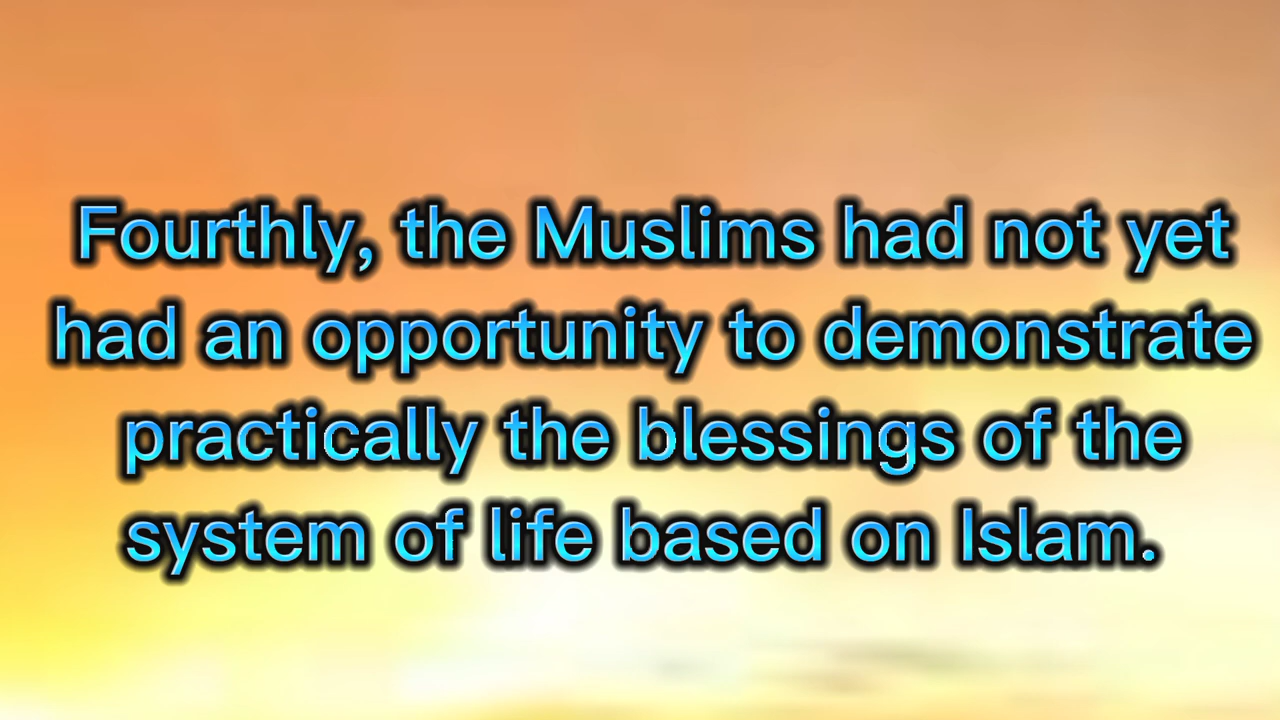 Fourthly, the Muslims had not yet
had an opportunity to demonstrate
practically the blessings of the
system of life based on Islam.